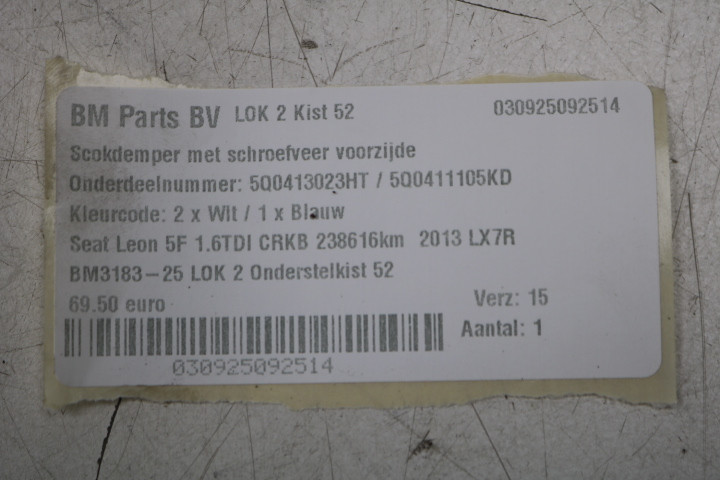 BM Parts BV LOK 2 Kist 52 030925092514
Scokdemper met schroefveer voorzijde
Onderdeelnummer: 5Q0413023HT / 5Q0411105KD
Kleurcode: 2 x Wit / 1 x Blauw
Seat Leon 5F 1.6TDI CRKB 238616km 2013 LX7R
BM3183-25 LOK 2 Onderstelkist 52
69.50 euro Verz: 15
Aantal: 1
030925092514